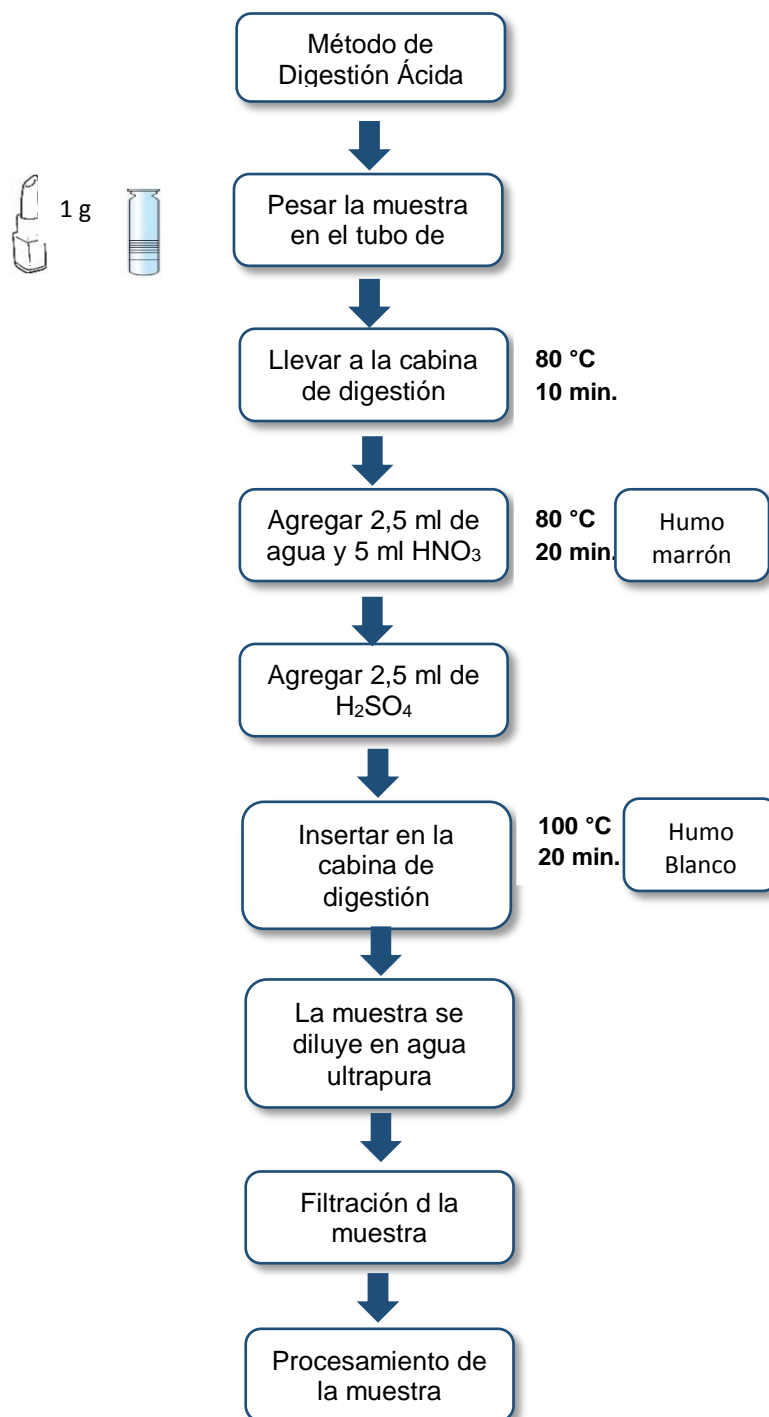 Método de
Digestión Ácida
1 g
Pesar la muestra
en el tubo de
Llevar a la cabina
de digestión
80 °C
10 min.
Agregar 2,5 ml de
agua y 5 ml HNO₃
80 °C
20 min.
Humo
marrón
Agregar 2,5 ml de
H₂SO₄
Insertar en la
cabina de
digestión
100 °C
20 min.
Humo
Blanco
La muestra se
diluye en agua
ultrapura
Filtración d la
muestra
Procesamiento de
la muestra